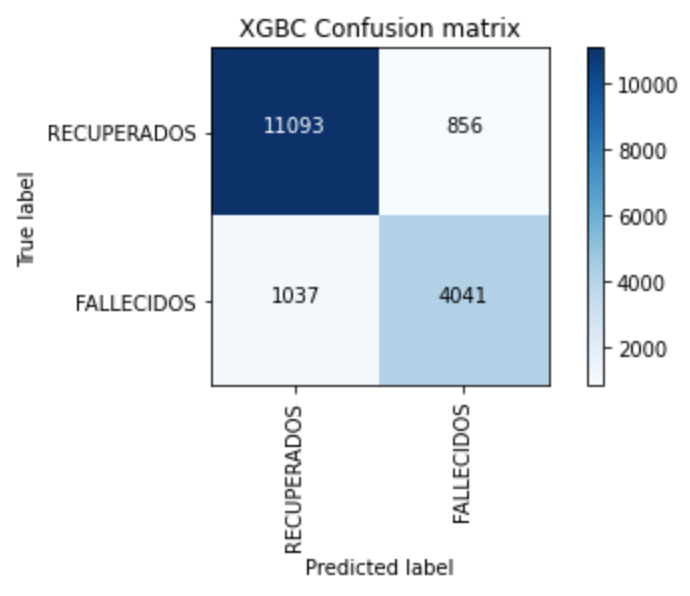 XGBC Confusion matrix
True label
RECUPERADOS
11093
856
FALLECIDOS
1037
4041
RECUPERADOS
FALLECIDOS
Predicted label
10000
8000
6000
4000
2000